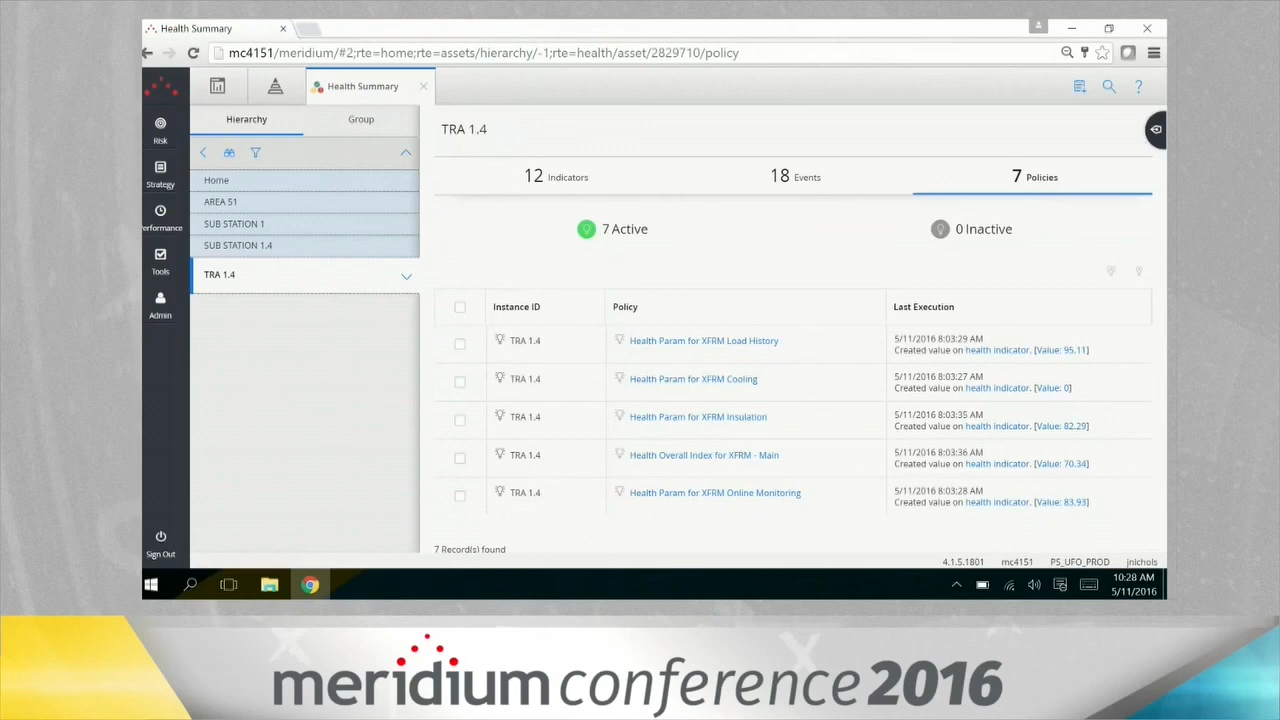 Health Summary
mc4151/meridium/#2;rte=home;rte=assets/hierarchy/-1;rte=health/asset/2829710/policy
Health Summary
Hierarchy
Group
TRA 1.4
Risk
Strategy
erformance
Tools
Admin
Sign Out
Home
AREA 51
SUB STATION 1
SUB STATION 1.4
TRA 1.4
12 Indicators
18 Events
7 Policies
7 Active
0 Inactive
Instance ID Policy Last Execution
TRA 1.4 Health Param for XFRM Load History 5/11/2016 8:03:29 AM
Created value on health indicator. [Value: 95.11]
TRA 1.4 Health Param for XFRM Cooling 5/11/2016 8:03:27 AM
Created value on health indicator. [Value: 0]
TRA 1.4 Health Param for XFRM Insulation 5/11/2016 8:03:35 AM
Created value on health indicator. [Value: 82.29]
TRA 1.4 Health Overall Index for XFRM - Main 5/11/2016 8:03:36 AM
Created value on health indicator. [Value: 70.34]
TRA 1.4 Health Param for XFRM Online Monitoring 5/11/2016 8:03:28 AM
Created value on health indicator. [Value: 83.93]
7 Record(s) found
4.1.5.1801 mc4151 PS_UFO_PROD jnichols
10:28 AM
5/11/2016
meridium conference 2016